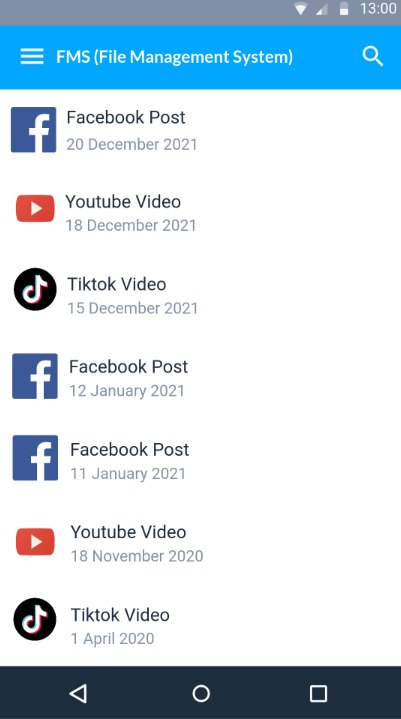 13:00
FMS (File Management System)
Facebook Post
20 December 2021
Youtube Video
18 December 2021
Tiktok Video
15 December 2021
Facebook Post
12 January 2021
Facebook Post
11 January 2021
Youtube Video
18 November 2020
Tiktok Video
1 April 2020